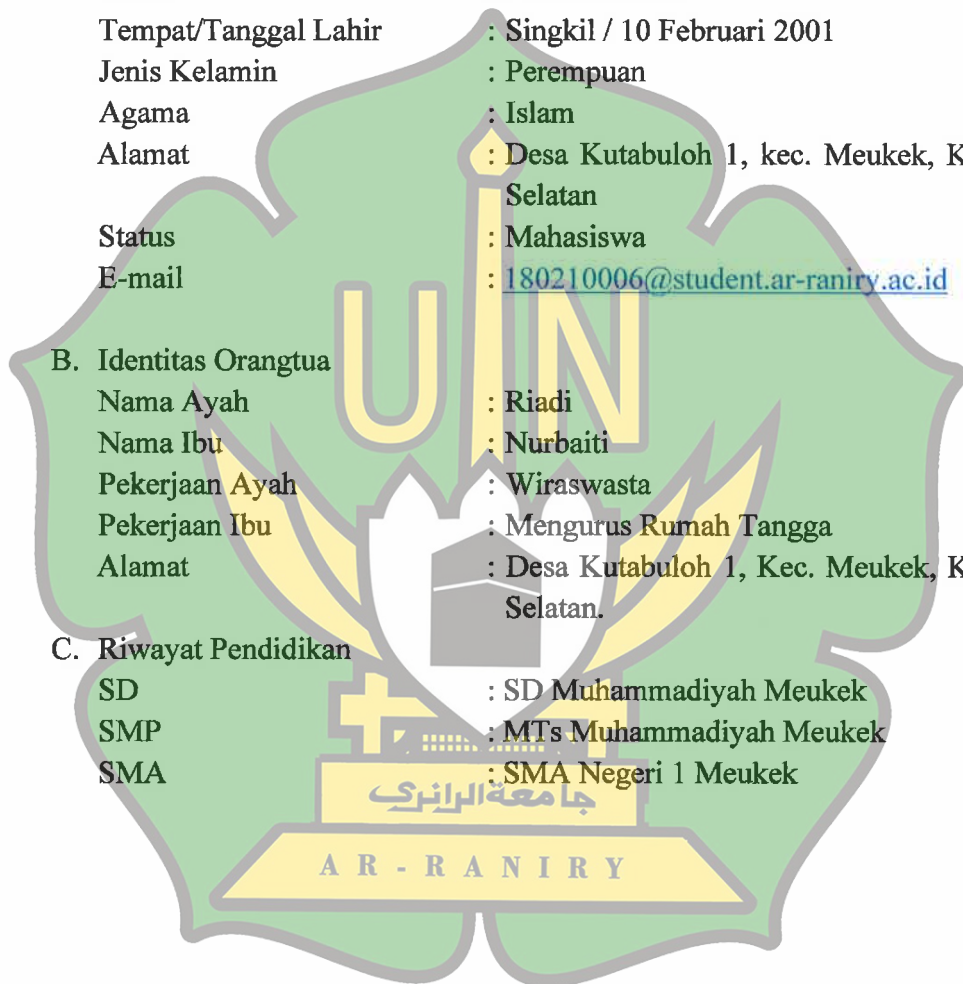 Tempat/Tanggal Lahir : Singkil / 10 Februari 2001
Jenis Kelamin : Perempuan
Agama : Islam
Alamat : Desa Kutabuloh 1, kec. Meukek, K
Selatan
Status : Mahasiswa
E-mail : 180210006@student.ar-raniry.ac.id
UIN
B. Identitas Orangtua
Nama Ayah : Riadi
Nama Ibu : Nurbaiti
Pekerjaan Ayah : Wiraswasta
Pekerjaan Ibu : Mengurus Rumah Tangga
Alamat : Desa Kutabuloh 1, Kec. Meukek, K
Selatan.
C. Riwayat Pendidikan
SD : SD Muhammadiyah Meukek
SMP : MTs Muhammadiyah Meukek
SMA : SMA Negeri 1 Meukek
جامعة الرانري
AR-RANIRY